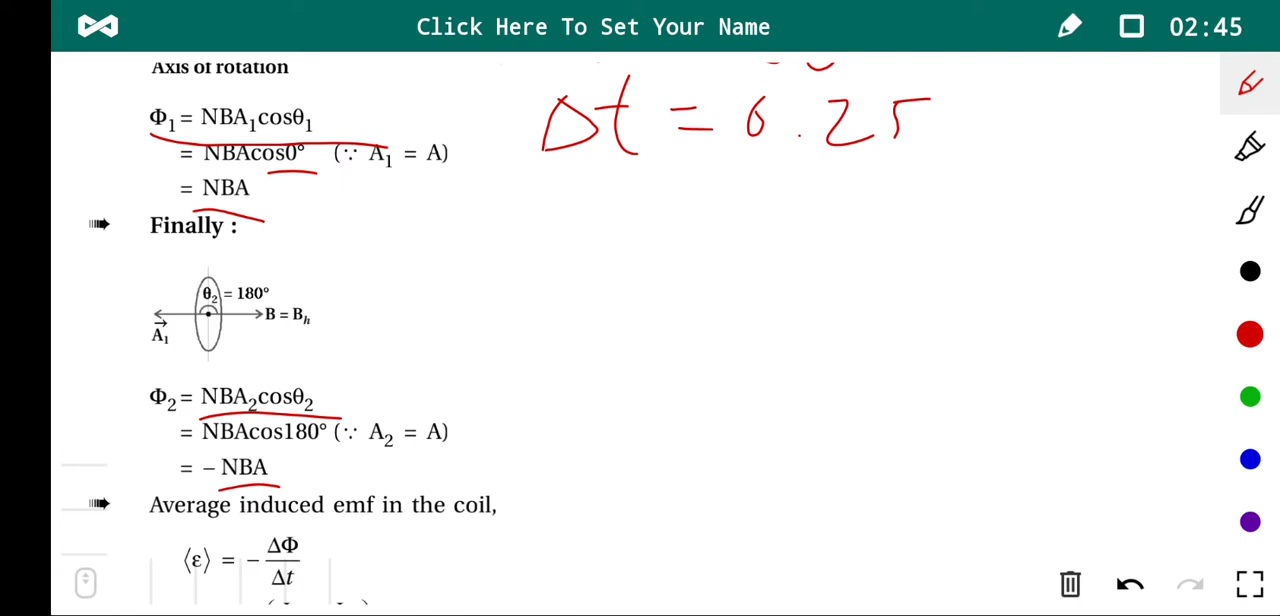 Click Here To Set Your Name
02:45
Axis of rotation
Δt = 0.25
Φ1 = NBA1cosθ1
= NBAcos0° (∵ A1 = A)
= NBA
➠ Finally :
θ2 = 180°
B = Bh
A1
Φ2 = NBA2cosθ2
= NBAcos180° (∵ A2 = A)
= – NBA
➠ Average induced emf in the coil,
⟨ε⟩ = – ΔΦ/Δt